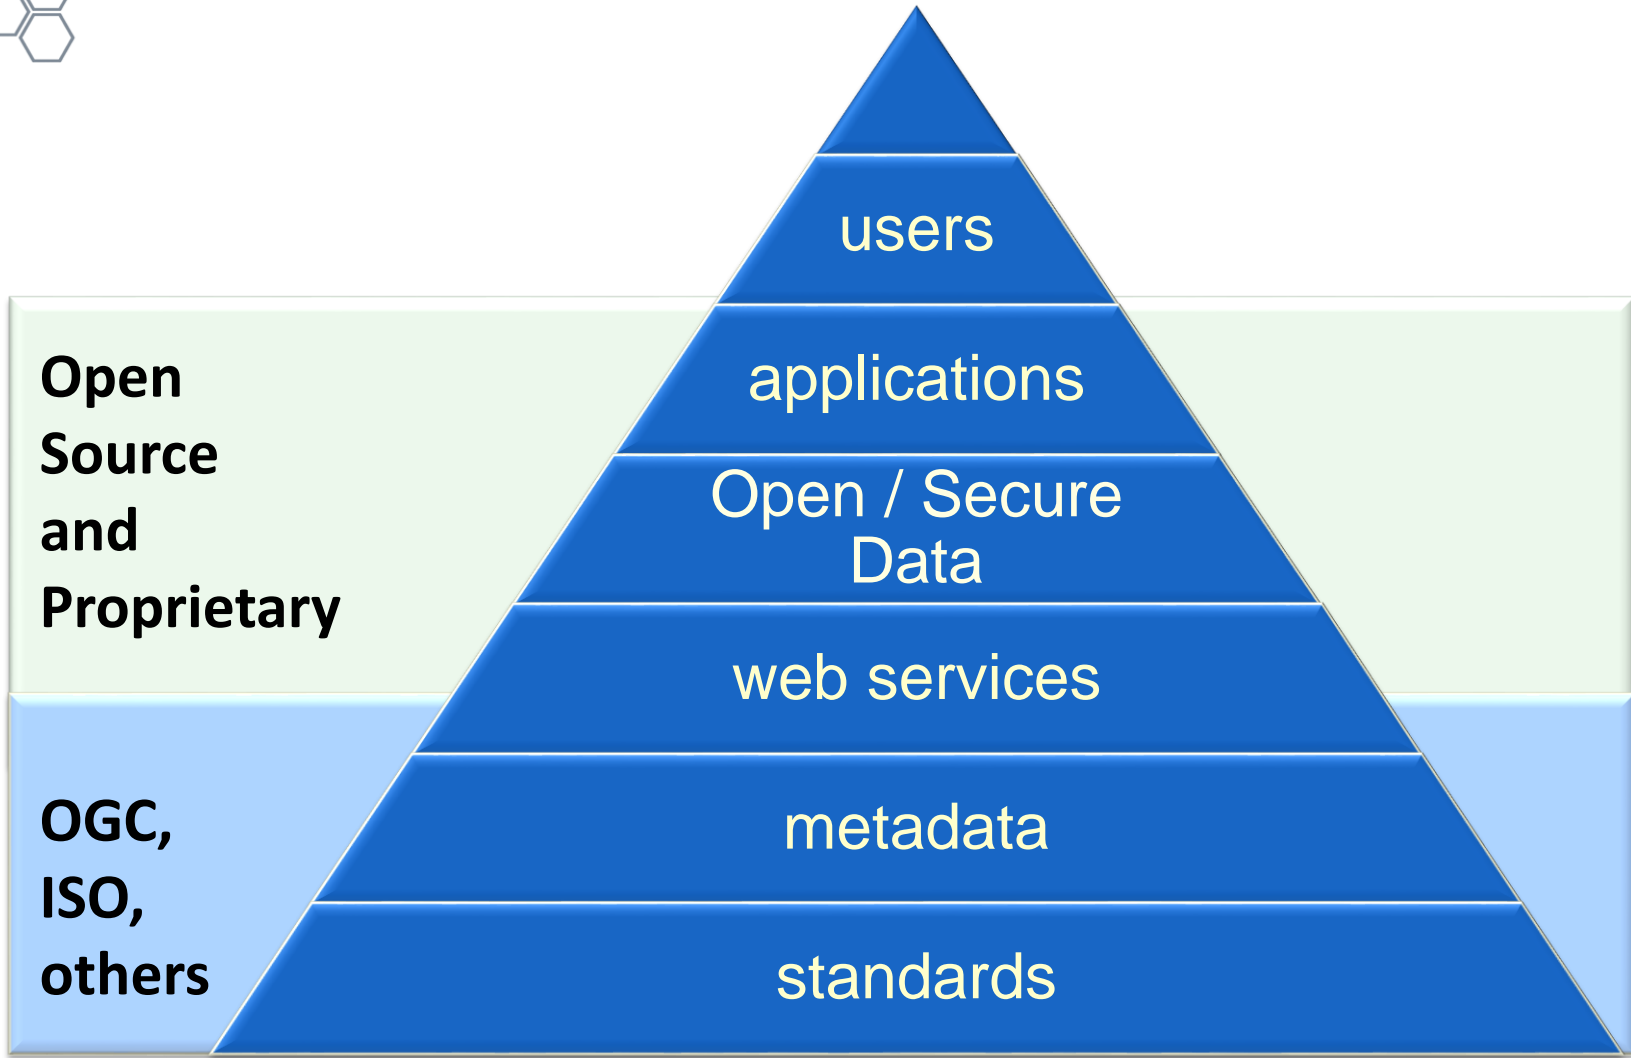 users
applications
Open / Secure
Data
web services
metadata
standards
Open
Source
and
Proprietary
OGC,
ISO,
others